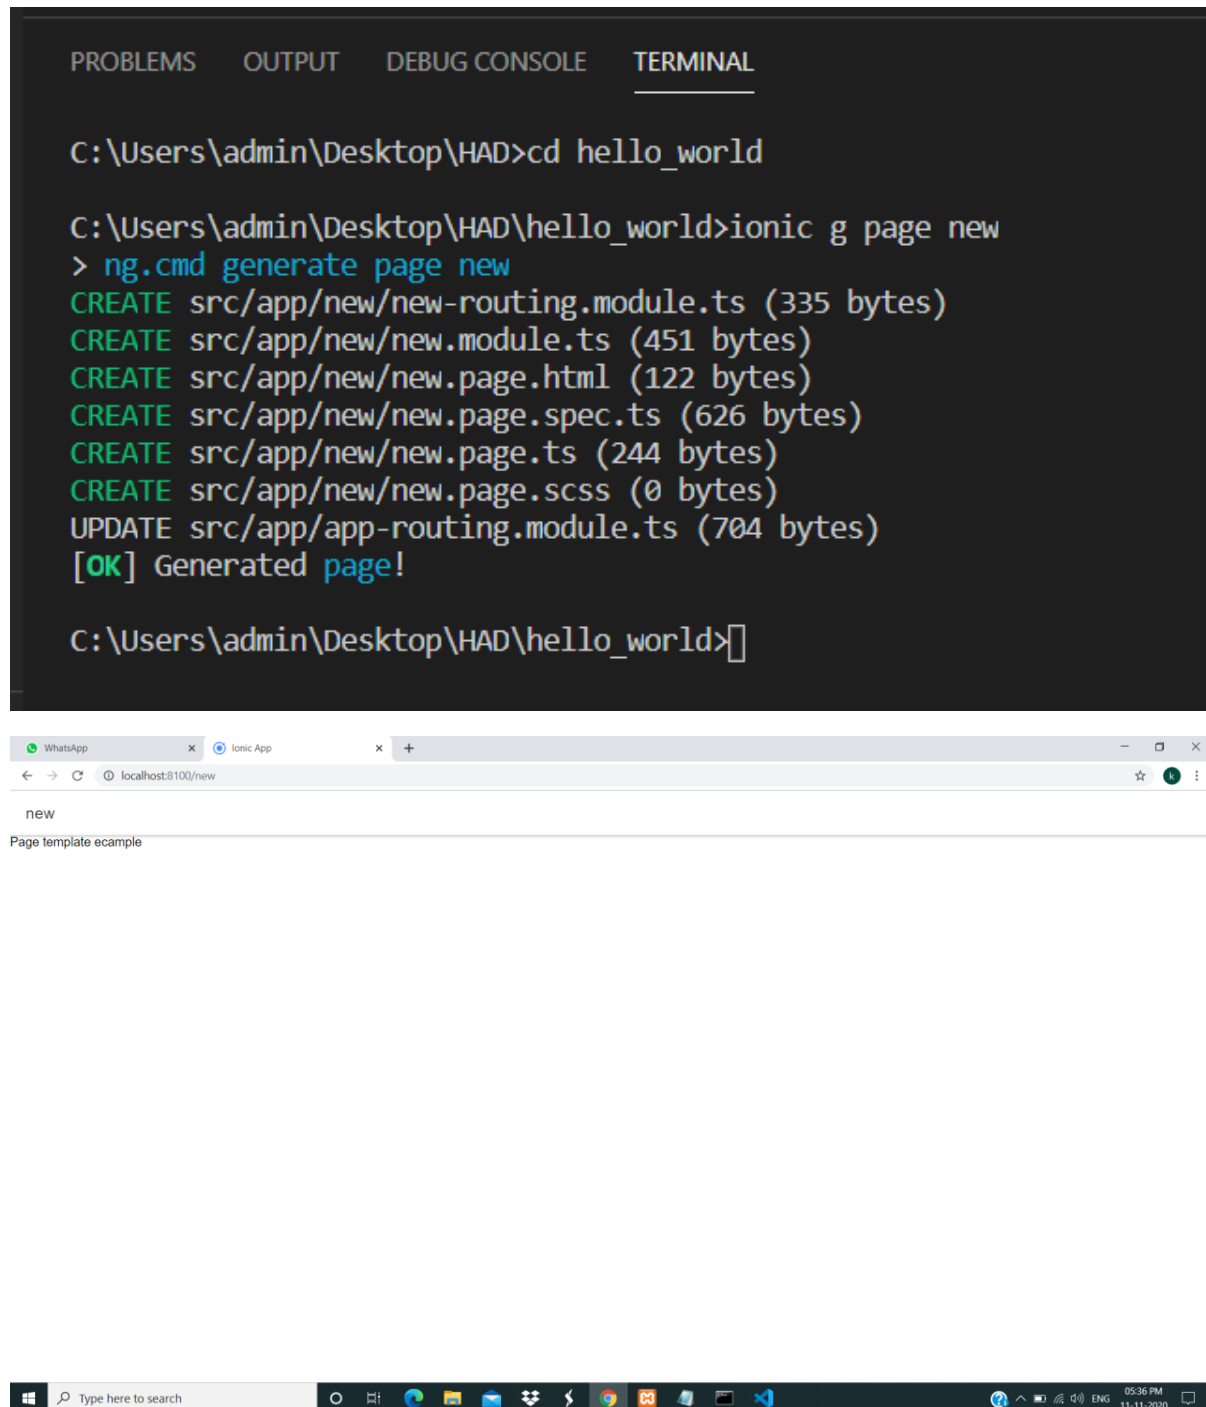 PROBLEMS OUTPUT DEBUG CONSOLE TERMINAL
C:\Users\admin\Desktop\HAD>cd hello_world
C:\Users\admin\Desktop\HAD\hello_world>ionic g page new
> ng.cmd generate page new
CREATE src/app/new/new-routing.module.ts (335 bytes)
CREATE src/app/new/new.module.ts (451 bytes)
CREATE src/app/new/new.page.html (122 bytes)
CREATE src/app/new/new.page.spec.ts (626 bytes)
CREATE src/app/new/new.page.ts (244 bytes)
CREATE src/app/new/new.page.scss (0 bytes)
UPDATE src/app/app-routing.module.ts (704 bytes)
[OK] Generated page!
C:\Users\admin\Desktop\HAD\hello_world>
WhatsApp Ionic App
localhost:8100/new
k
new
Page template ecample
Type here to search
ENG 05:36 PM
11-11-2020